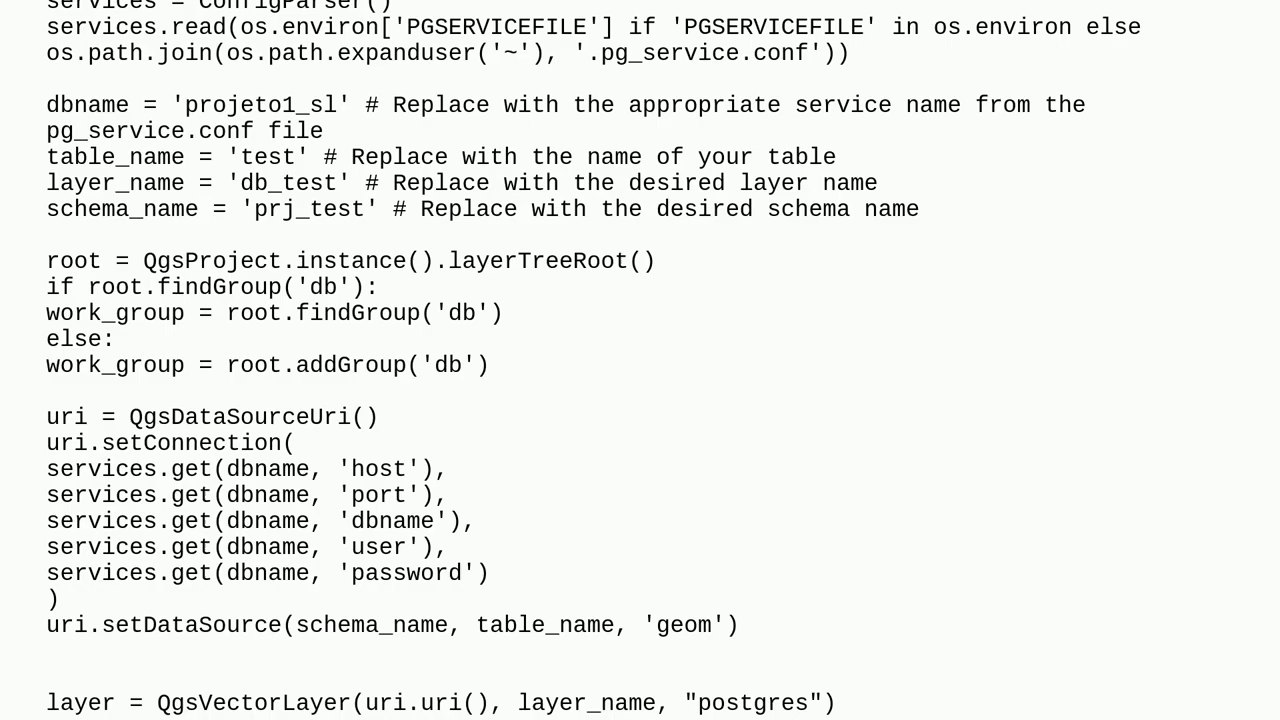 services = ConfigParser()
services.read(os.environ['PGSERVICEFILE'] if 'PGSERVICEFILE' in os.environ else
os.path.join(os.path.expanduser('~'), '.pg_service.conf'))
dbname = 'projeto1_sl' # Replace with the appropriate service name from the
pg_service.conf file
table_name = 'test' # Replace with the name of your table
layer_name = 'db_test' # Replace with the desired layer name
schema_name = 'prj_test' # Replace with the desired schema name
root = QgsProject.instance().layerTreeRoot()
if root.findGroup('db'):
work_group = root.findGroup('db')
else:
work_group = root.addGroup('db')
uri = QgsDataSourceUri()
uri.setConnection(
services.get(dbname, 'host'),
services.get(dbname, 'port'),
services.get(dbname, 'dbname'),
services.get(dbname, 'user'),
services.get(dbname, 'password')
)
uri.setDataSource(schema_name, table_name, 'geom')
layer = QgsVectorLayer(uri.uri(), layer_name, "postgres")